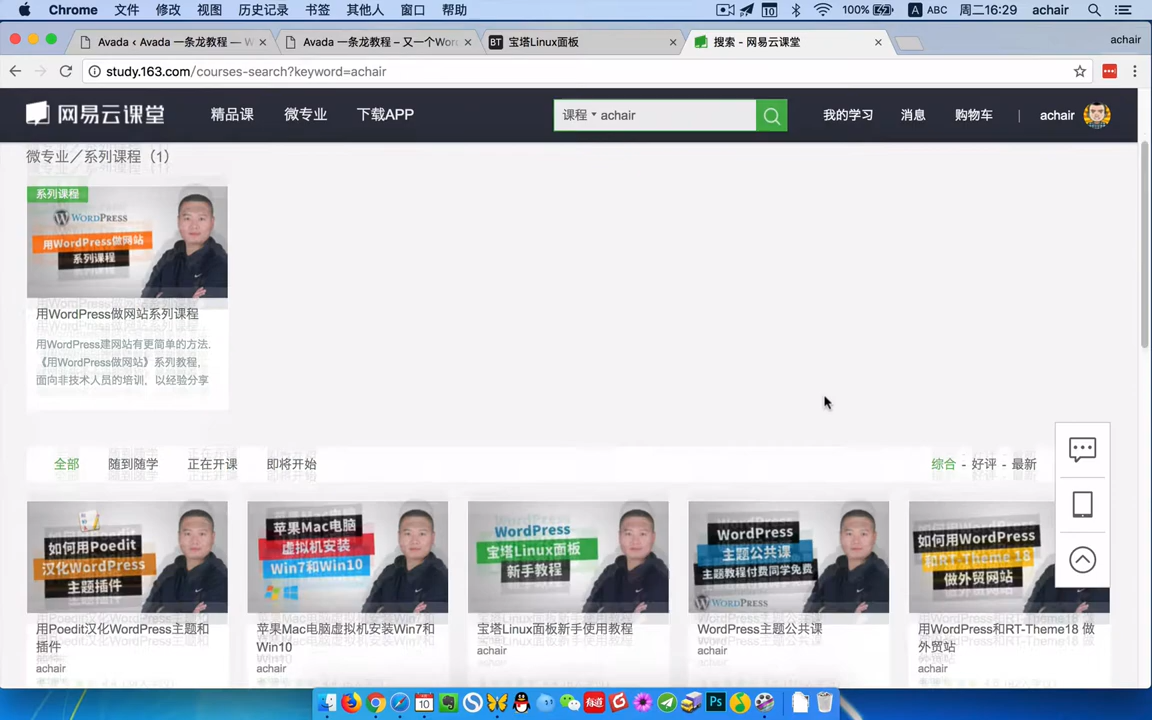 Chrome 文件 修改 视图 历史记录 书签 其他人 窗口 帮助 10 100% A ABC 周二16:29 achair
Avada ‹ Avada 一条龙教程 — W
Avada 一条龙教程 – 又一个Wor
BT 宝塔Linux面板
搜索 - 网易云课堂
achair
study.163.com/courses-search?keyword=achair
网易云课堂 精品课 微专业 下载APP 课程 achair 我的学习 消息 购物车 | achair
微专业／系列课程（1）
系列课程
WORDPRESS
用WordPress做网站
系列课程
用WordPress做网站系列课程
用WordPress建网站有更简单的方法.
《用WordPress做网站》系列教程，
面向非技术人员的培训，以经验分享
全部 随到随学 正在开课 即将开始 综合 - 好评 - 最新
如何用Poedit
汉化WordPress
主题插件
用Poedit汉化WordPress主题和
插件
achair
苹果Mac电脑
虚拟机安装
Win7和Win10
苹果Mac电脑虚拟机安装Win7和
Win10
achair
WordPress
宝塔Linux面板
新手教程
宝塔Linux面板新手使用教程
achair
WordPress
主题公共课
主题教程付费同学免费
WORDPRESS
WordPress主题公共课
achair
如何用WordPress
和RT-Theme 18
做外贸网站
用WordPress和RT-Theme18 做
外贸站
achair
10
有道
Ps